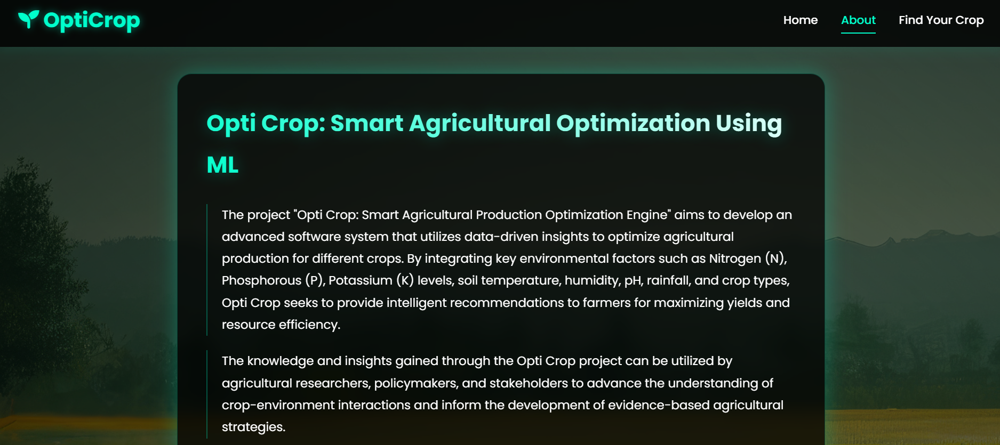 OptiCrop
Home
About
Find Your Crop
Opti Crop: Smart Agricultural Optimization Using
ML
The project "Opti Crop: Smart Agricultural Production Optimization Engine" aims to develop an
advanced software system that utilizes data-driven insights to optimize agricultural
production for different crops. By integrating key environmental factors such as Nitrogen (N),
Phosphorous (P), Potassium (K) levels, soil temperature, humidity, pH, rainfall, and crop types,
Opti Crop seeks to provide intelligent recommendations to farmers for maximizing yields and
resource efficiency.
The knowledge and insights gained through the Opti Crop project can be utilized by
agricultural researchers, policymakers, and stakeholders to advance the understanding of
crop-environment interactions and inform the development of evidence-based agricultural
strategies.